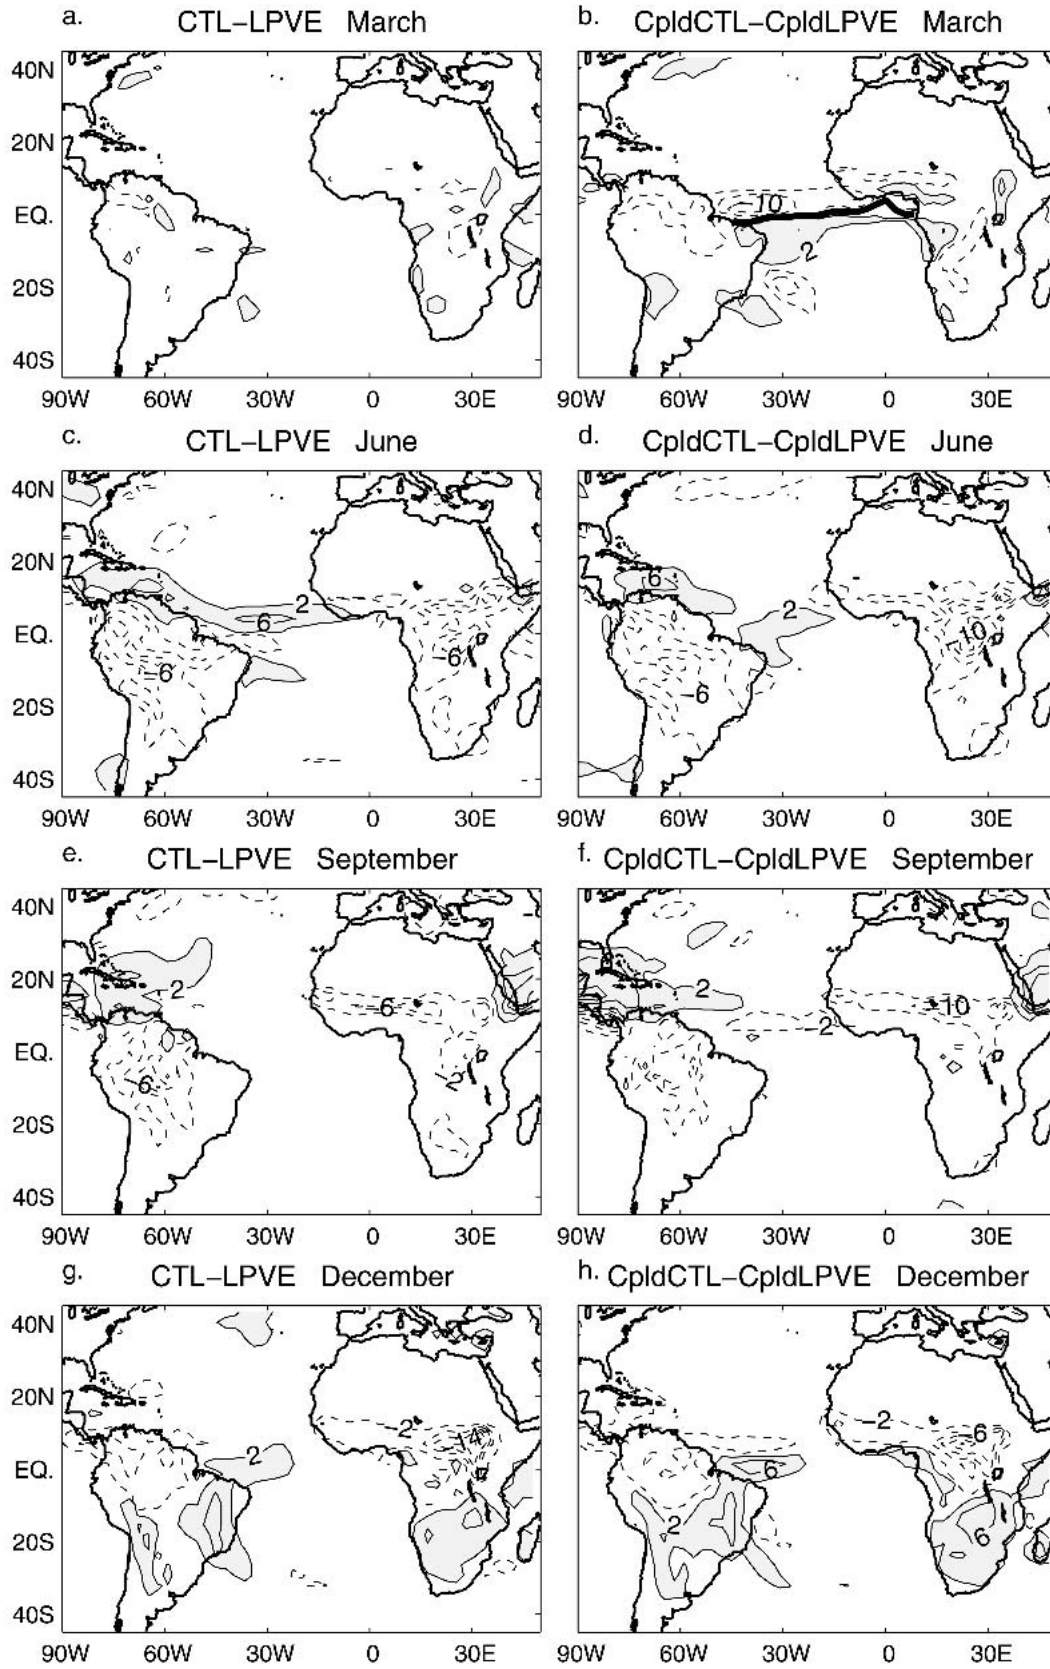 a. CTL–LPVE March
b. CpldCTL–CpldLPVE March
40N
20N
EQ.
20S
40S
–10
2
90W 60W 30W 0 30E
90W 60W 30W 0 30E
c. CTL–LPVE June
d. CpldCTL–CpldLPVE June
40N
20N
EQ.
20S
40S
2
6
–6
–6
6
2
–10
–6
90W 60W 30W 0 30E
90W 60W 30W 0 30E
e. CTL–LPVE September
f. CpldCTL–CpldLPVE September
40N
20N
EQ.
20S
40S
2
–6
–6
–2
2
–10
–2
90W 60W 30W 0 30E
90W 60W 30W 0 30E
g. CTL–LPVE December
h. CpldCTL–CpldLPVE December
40N
20N
EQ.
20S
40S
–2
–14
2
–2
–6
6
2
6
90W 60W 30W 0 30E
90W 60W 30W 0 30E